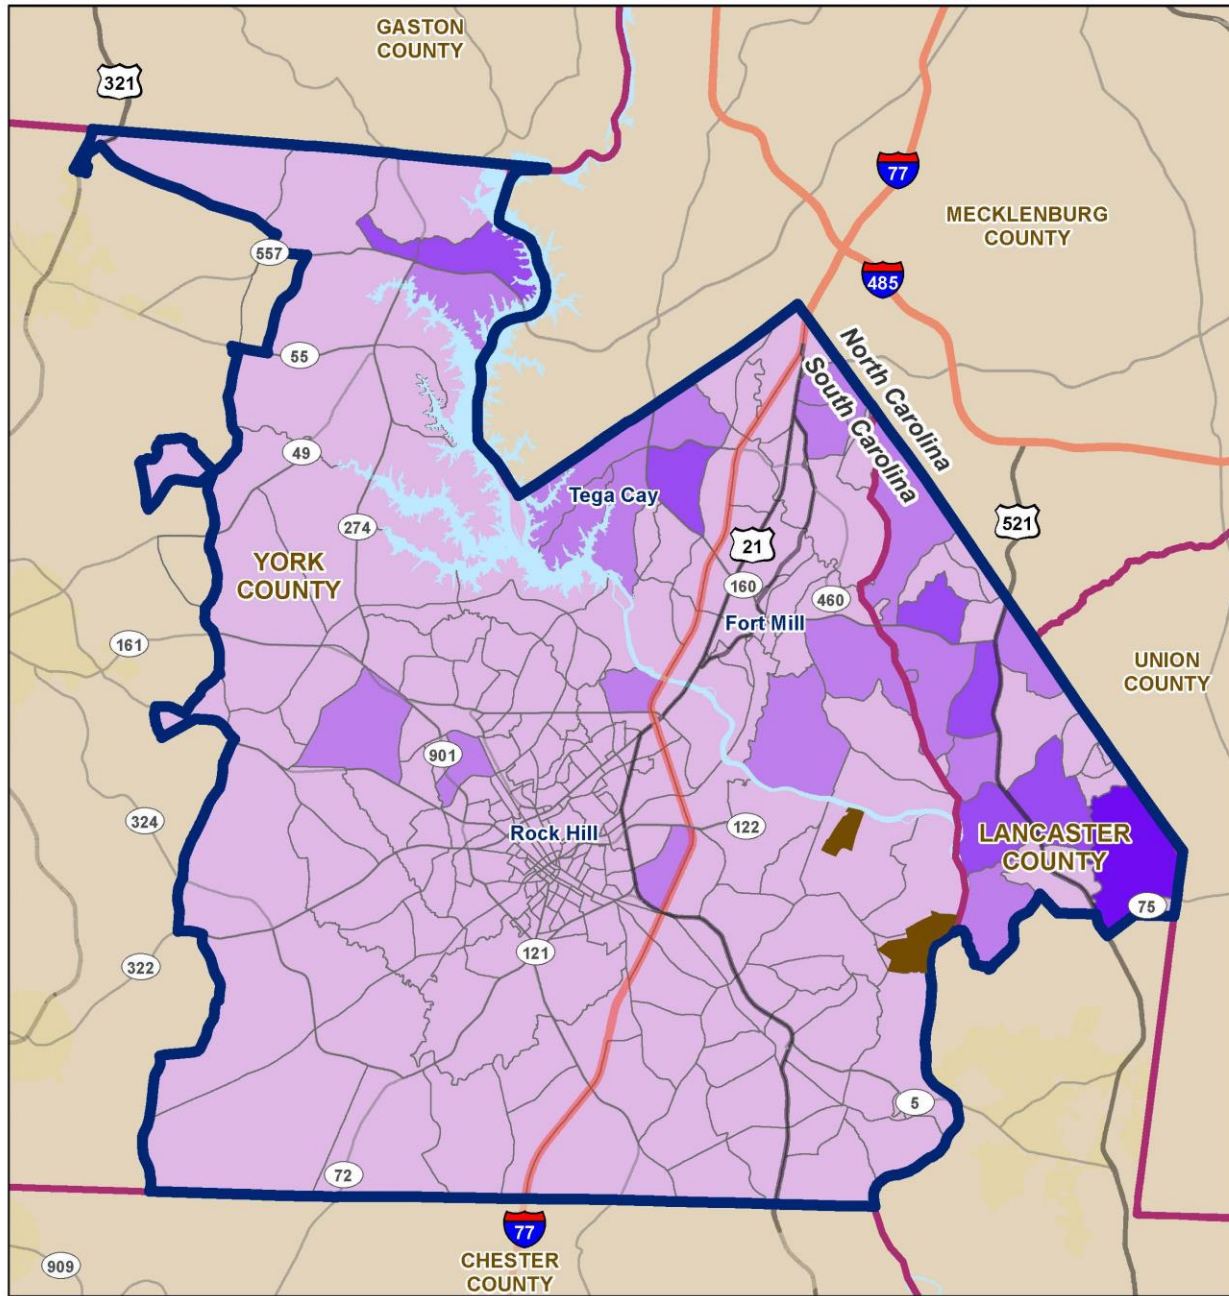 GASTON
COUNTY
321
77
MECKLENBURG
COUNTY
557
485
North Carolina
South Carolina
55
49
Tega Cay
521
274
21
YORK
COUNTY
160
460
Fort Mill
161
UNION
COUNTY
901
324
Rock Hill
122
LANCASTER
COUNTY
75
121
322
5
72
77
CHESTER
COUNTY
909